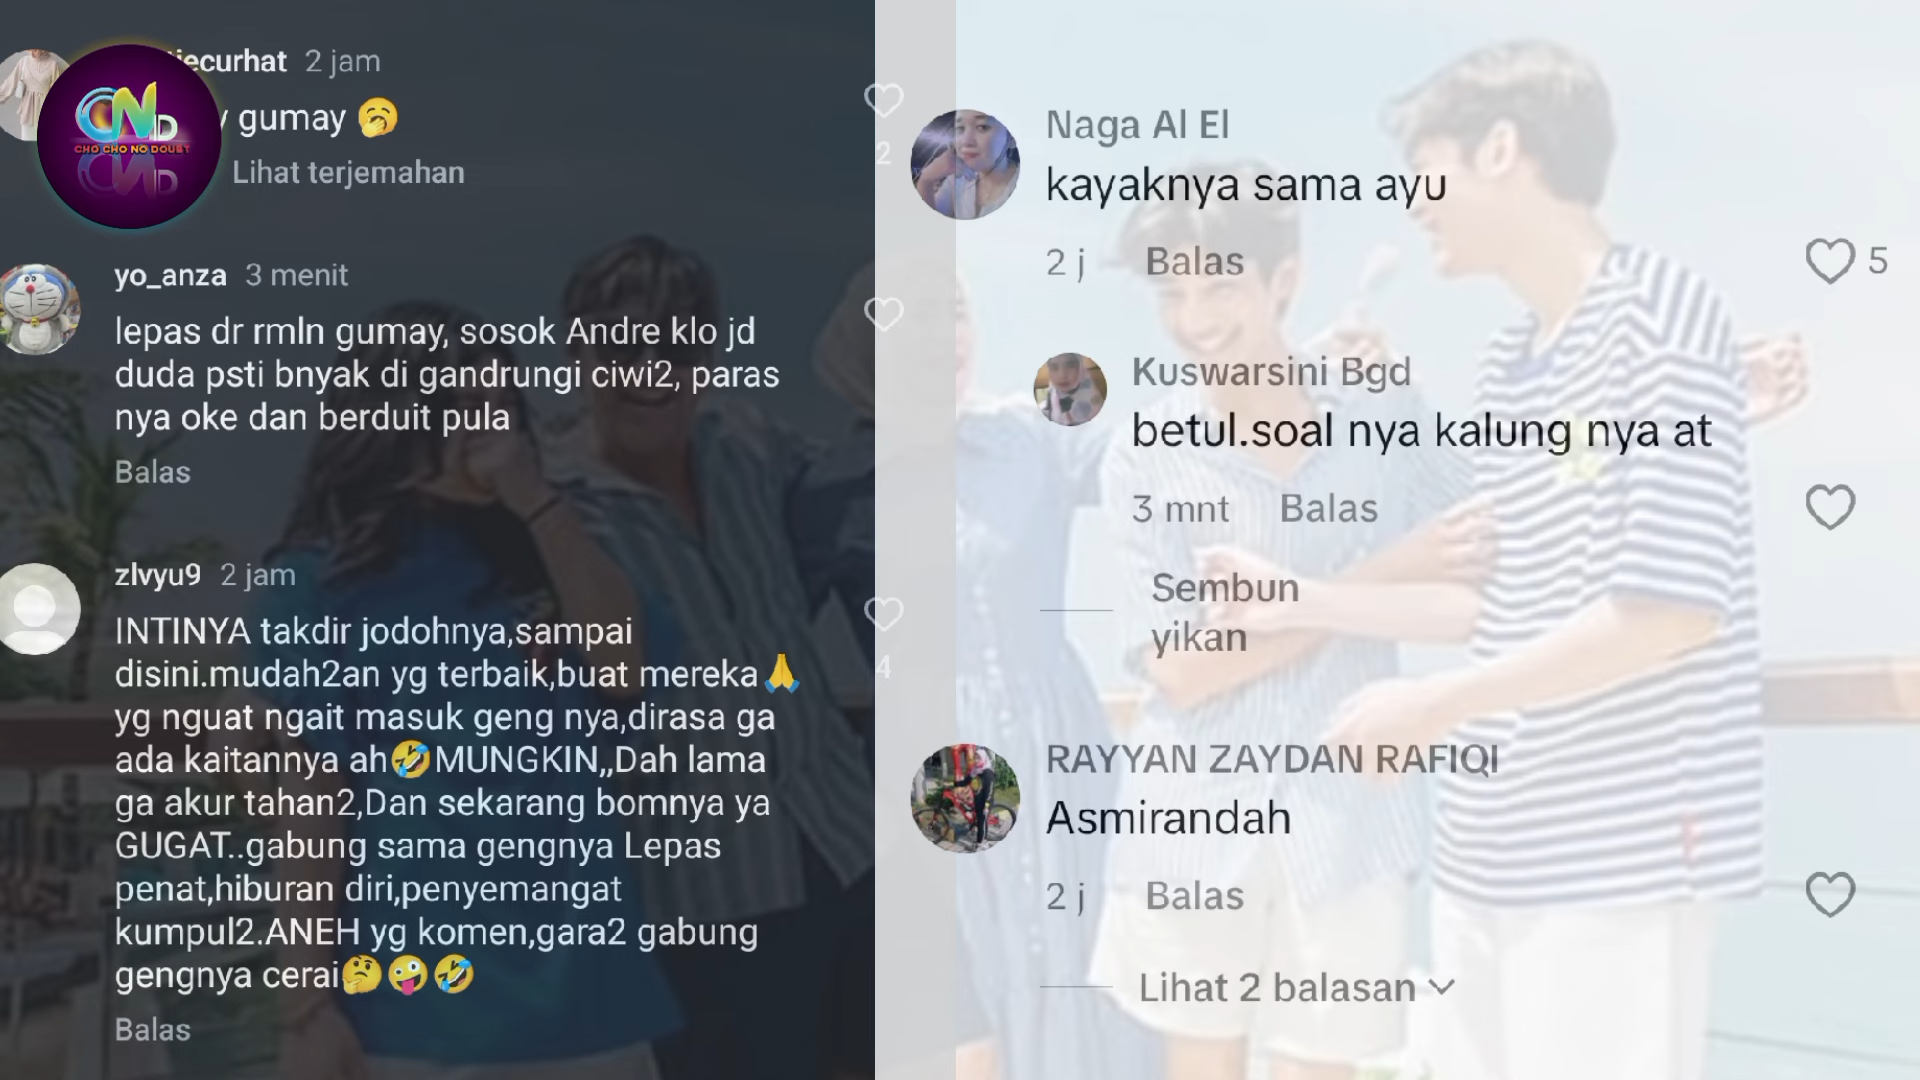 iecurhat 2 jam
gumay 🥱
Lihat terjemahan
2
CND
CHO CHO NO DOUBT
yo_anza 3 menit
lepas dr rmln gumay, sosok Andre klo jd
duda psti bnyak di gandrungi ciwi2, paras
nya oke dan berduit pula
Balas
zlvyu9 2 jam
INTINYA takdir jodohnya,sampai
disini.mudah2an yg terbaik,buat mereka🙏
yg nguat ngait masuk geng nya,dirasa ga
ada kaitannya ah🤣MUNGKIN,,Dah lama
ga akur tahan2,Dan sekarang bomnya ya
GUGAT..gabung sama gengnya Lepas
penat,hiburan diri,penyemangat
kumpul2.ANEH yg komen,gara2 gabung
gengnya cerai🤔🤪🤣
4
Balas
Naga Al El
kayaknya sama ayu
2 j Balas
5
Kuswarsini Bgd
betul.soal nya kalung nya at
3 mnt Balas
Sembun
yikan
RAYYAN ZAYDAN RAFIQI
Asmirandah
2 j Balas
Lihat 2 balasan